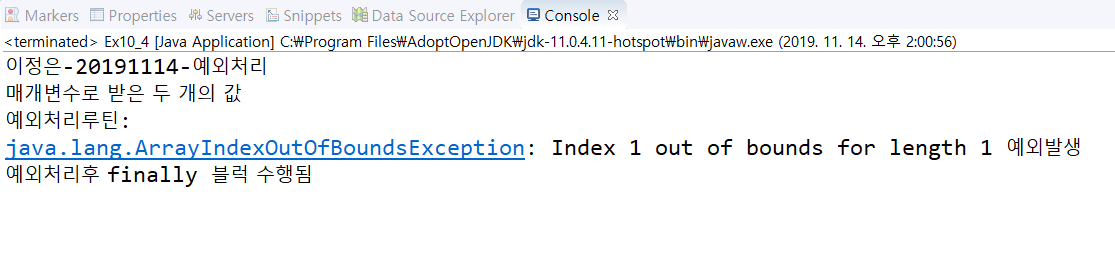 Markers Properties Servers Snippets Data Source Explorer Console
<terminated> Ex10_4 [Java Application] C:₩Program Files₩AdoptOpenJDK₩jdk-11.0.4.11-hotspot₩bin₩javaw.exe (2019. 11. 14. 오후 2:00:56)
이정은-20191114-예외처리
매개변수로 받은 두 개의 값
예외처리루틴:
java.lang.ArrayIndexOutOfBoundsException: Index 1 out of bounds for length 1 예외발생
예외처리후 finally 블럭 수행됨